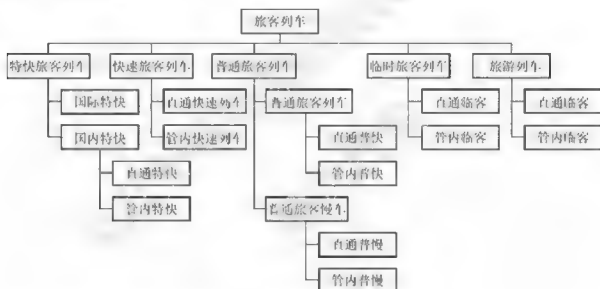 旅客列车
特快旅客列车
快速旅客列车
普通旅客列车
临时旅客列车
旅游列车
国际特快
国内特快
直通特快
管内特快
直通快速列车
管内快速列车
普通旅客列车
直通普快
管内普快
普通旅客慢车
直通普慢
管内普慢
直通临客
管内临客
直通临客
管内临客